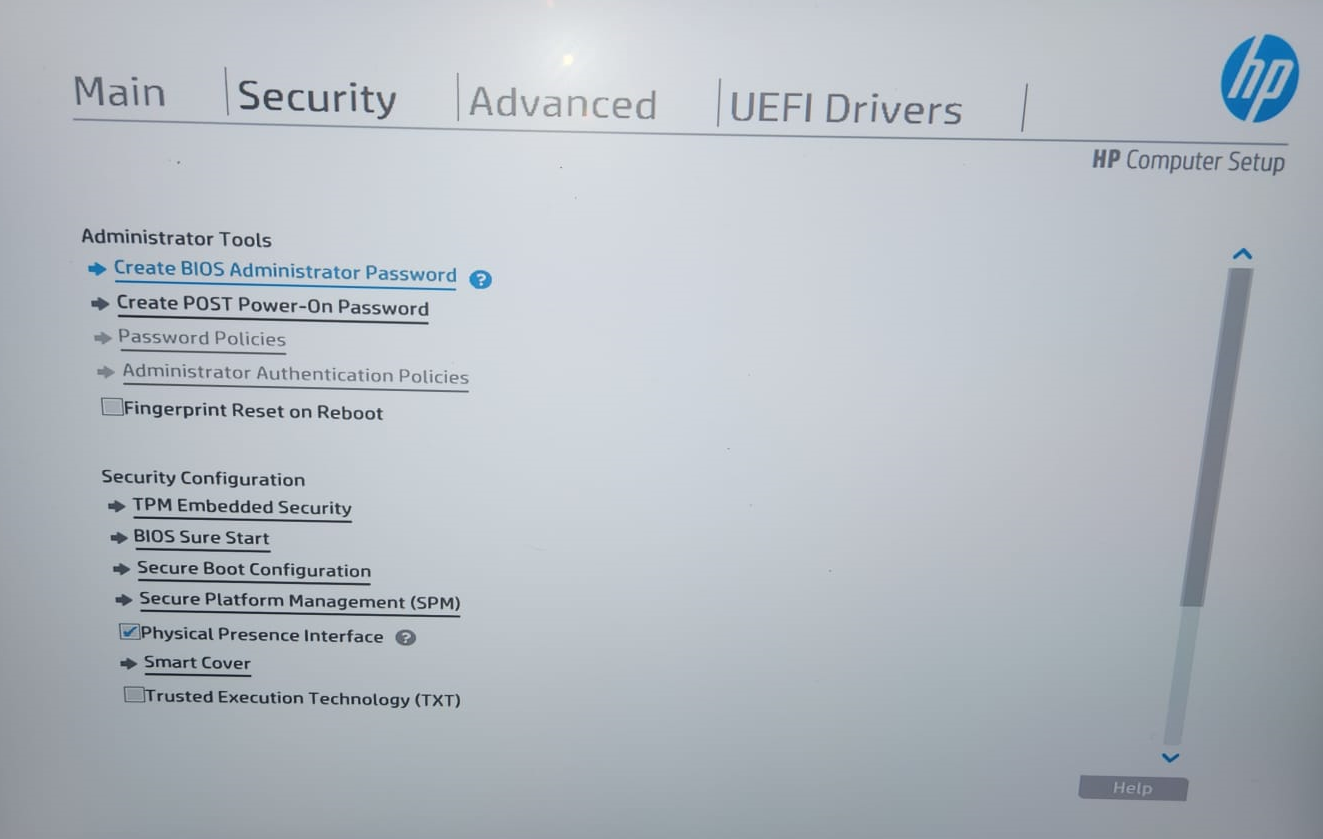 Main Security Advanced UEFI Drivers
hp
HP Computer Setup
Administrator Tools
Create BIOS Administrator Password ?
Create POST Power-On Password
Password Policies
Administrator Authentication Policies
Fingerprint Reset on Reboot
Security Configuration
TPM Embedded Security
BIOS Sure Start
Secure Boot Configuration
Secure Platform Management (SPM)
Physical Presence Interface ?
Smart Cover
Trusted Execution Technology (TXT)
Help